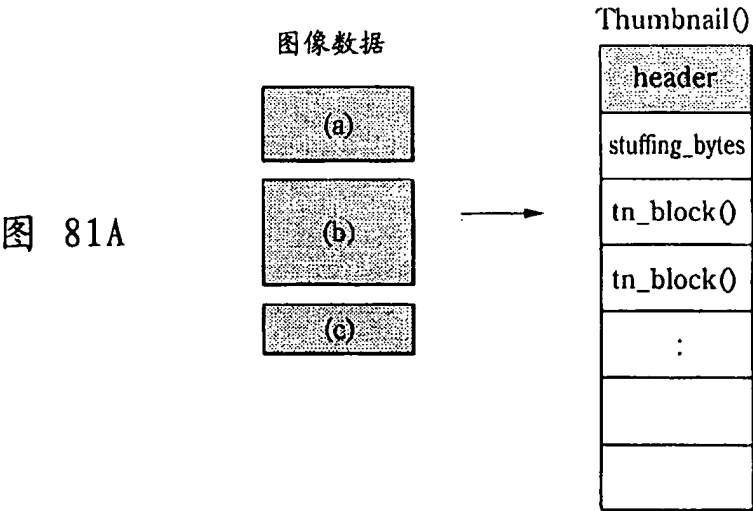 图像数据
(a)
(b)
(c)
图 81A
Thumbnail()
header
stuffing_bytes
tn_block()
tn_block()
: